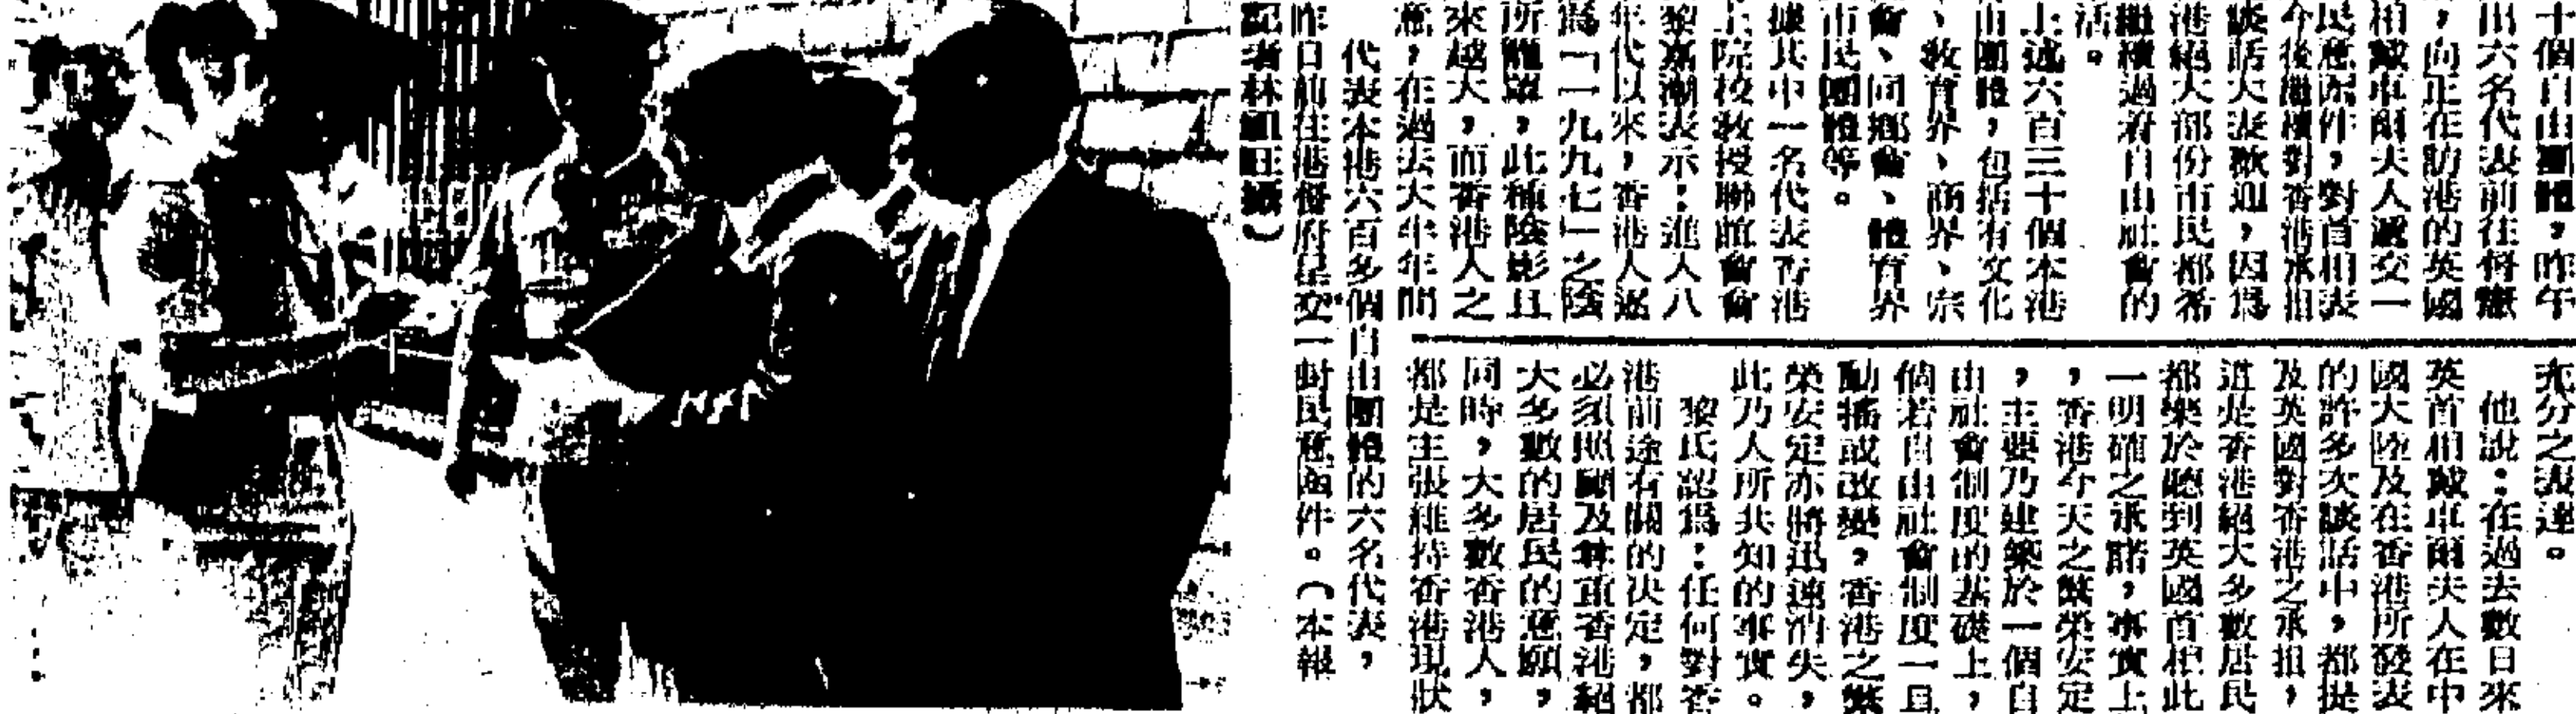 十個自由團體，昨午
出六名代表前往督憲
，向正在訪港的英國
相戴卓爾夫人遞交一
民意函件，對首相表
今後繼續對香港承担
談話大表歡迎，因爲
港絕大部份市民都希
繼續過着自由社會的
活。
上述六百三十個本港
由團體，包括有文化
、教育界、商界、宗
會、同鄉會、體育界
市民團體等。
據其中一名代表香港
上院校教授聯誼會會
黎嘉潮表示：進入八
年代以來，香港人遂
爲「一九九七」之陰
所籠罩，此種陰影且
來越大，而香港人之
意，在過去大半年間
充分之表達。
他說：在過去數日來
英首相戴卓爾夫人在中
國大陸及在香港所發表
的許多次談話中，都提
及英國對香港之承担，
道是香港絕大多數居民
都樂於聽到英國首相此
一明確之承諾，事實上
，香港今天之繁榮安定
，主要乃建築於一個自
由社會制度的基礎上，
倘若自由社會制度一旦
動搖或改變，香港之繁
榮安定亦將迅速消失，
此乃人所共知的事實。
黎氏認爲：任何對香
港前途有關的决定，都
必須照顧及尊重香港絕
大多數的居民的意願，
同時，大多數香港人，
都是主張維持香港現狀
代表本港六百多個自由團體的六名代表，
昨日前往港督府呈交一封民意函件。（本報
記者林 旺攝）